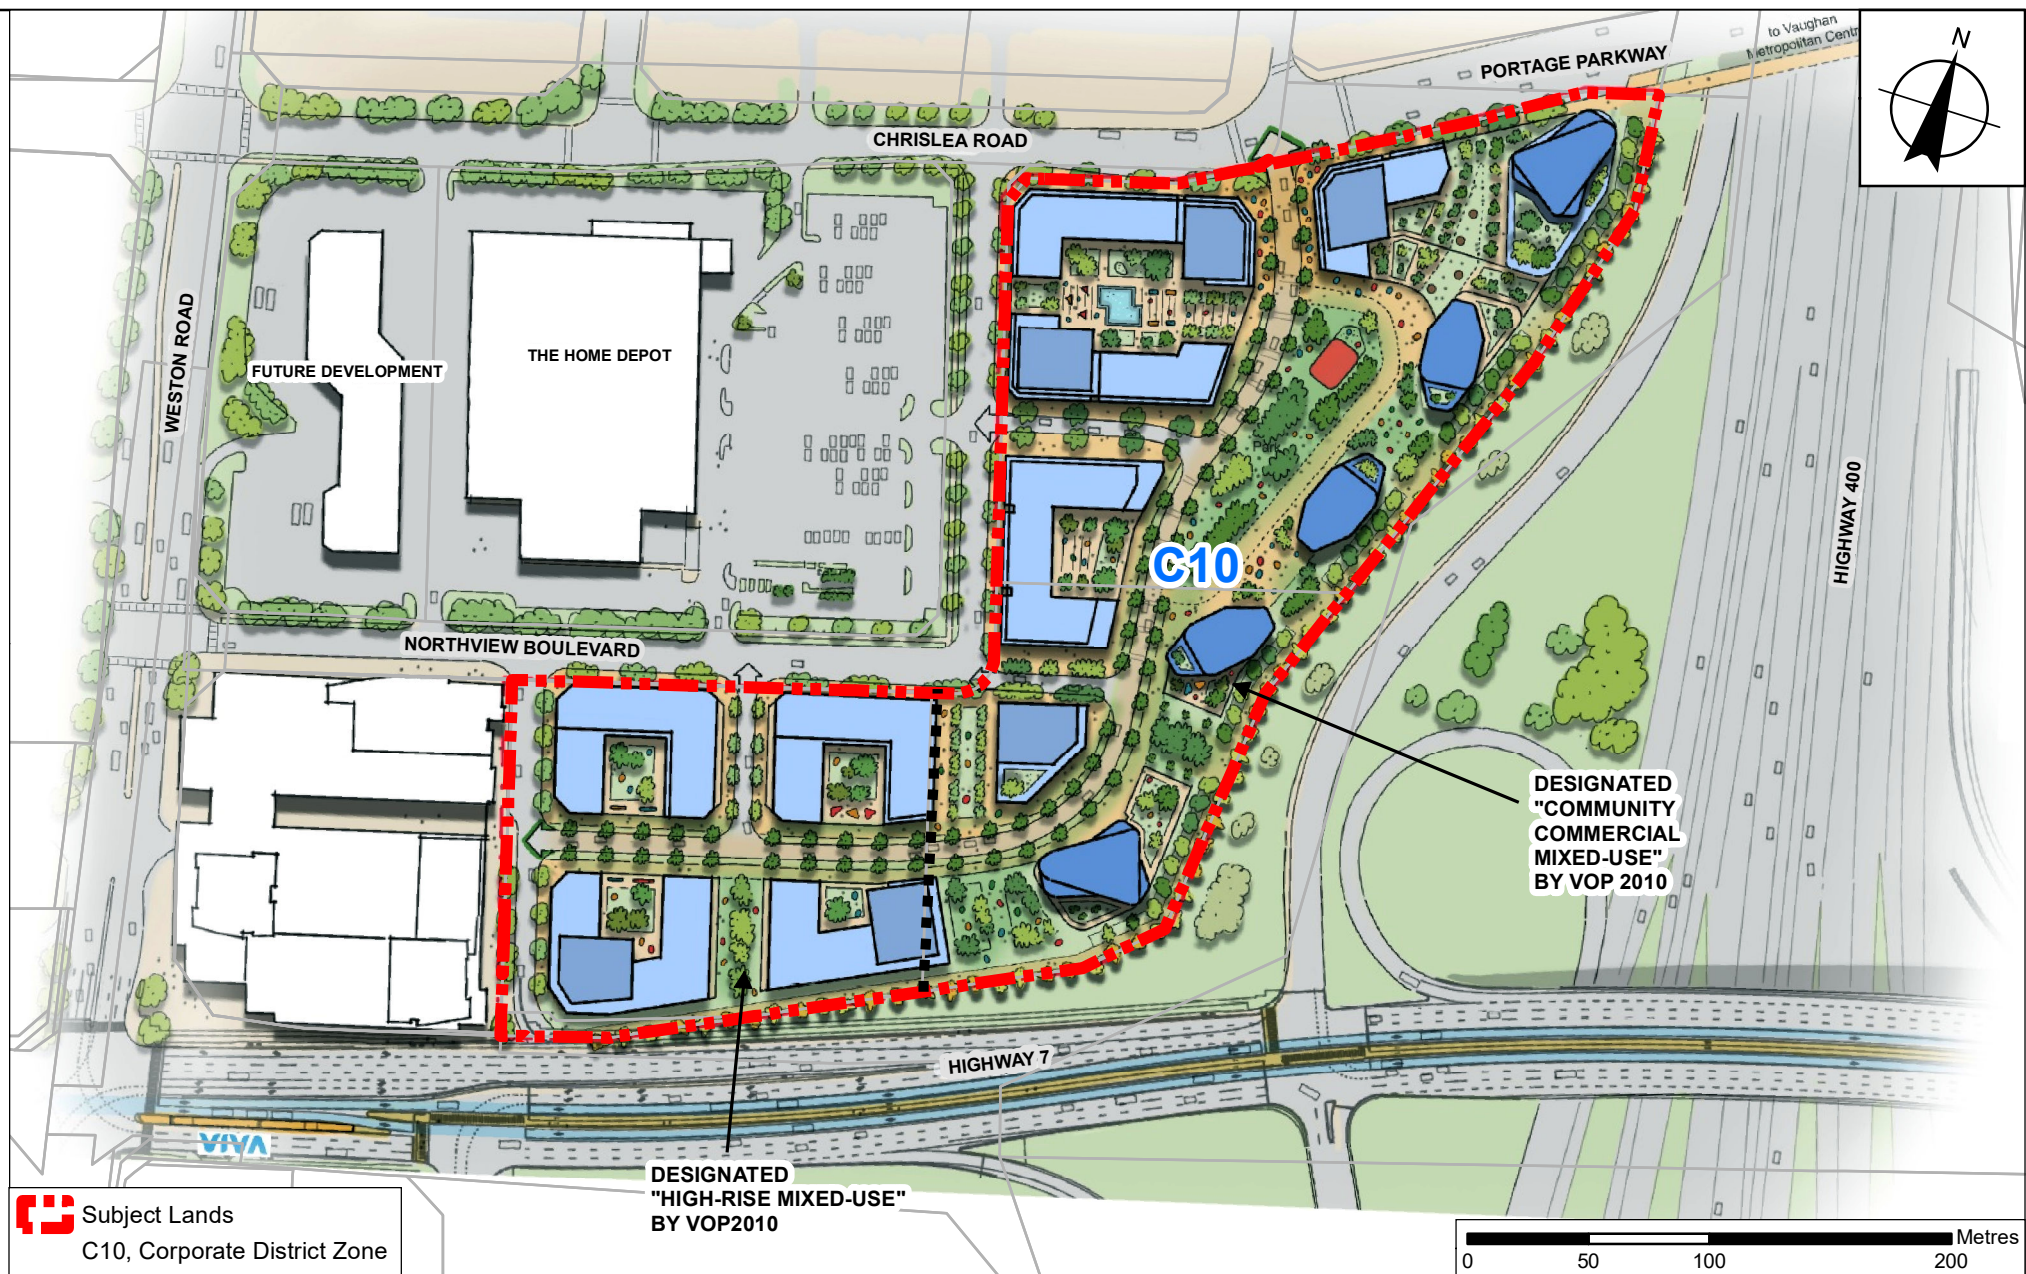 to Vaughan
Metropolitan Centr
N
PORTAGE PARKWAY
CHRISLEA ROAD
WESTON ROAD
FUTURE DEVELOPMENT
THE HOME DEPOT
Park
HIGHWAY 400
C10
NORTHVIEW BOULEVARD
DESIGNATED
"COMMUNITY
COMMERCIAL
MIXED-USE"
BY VOP 2010
HIGHWAY 7
VIVA
DESIGNATED
"HIGH-RISE MIXED-USE"
BY VOP2010
Subject Lands
C10, Corporate District Zone
Metres
0 50 100 200